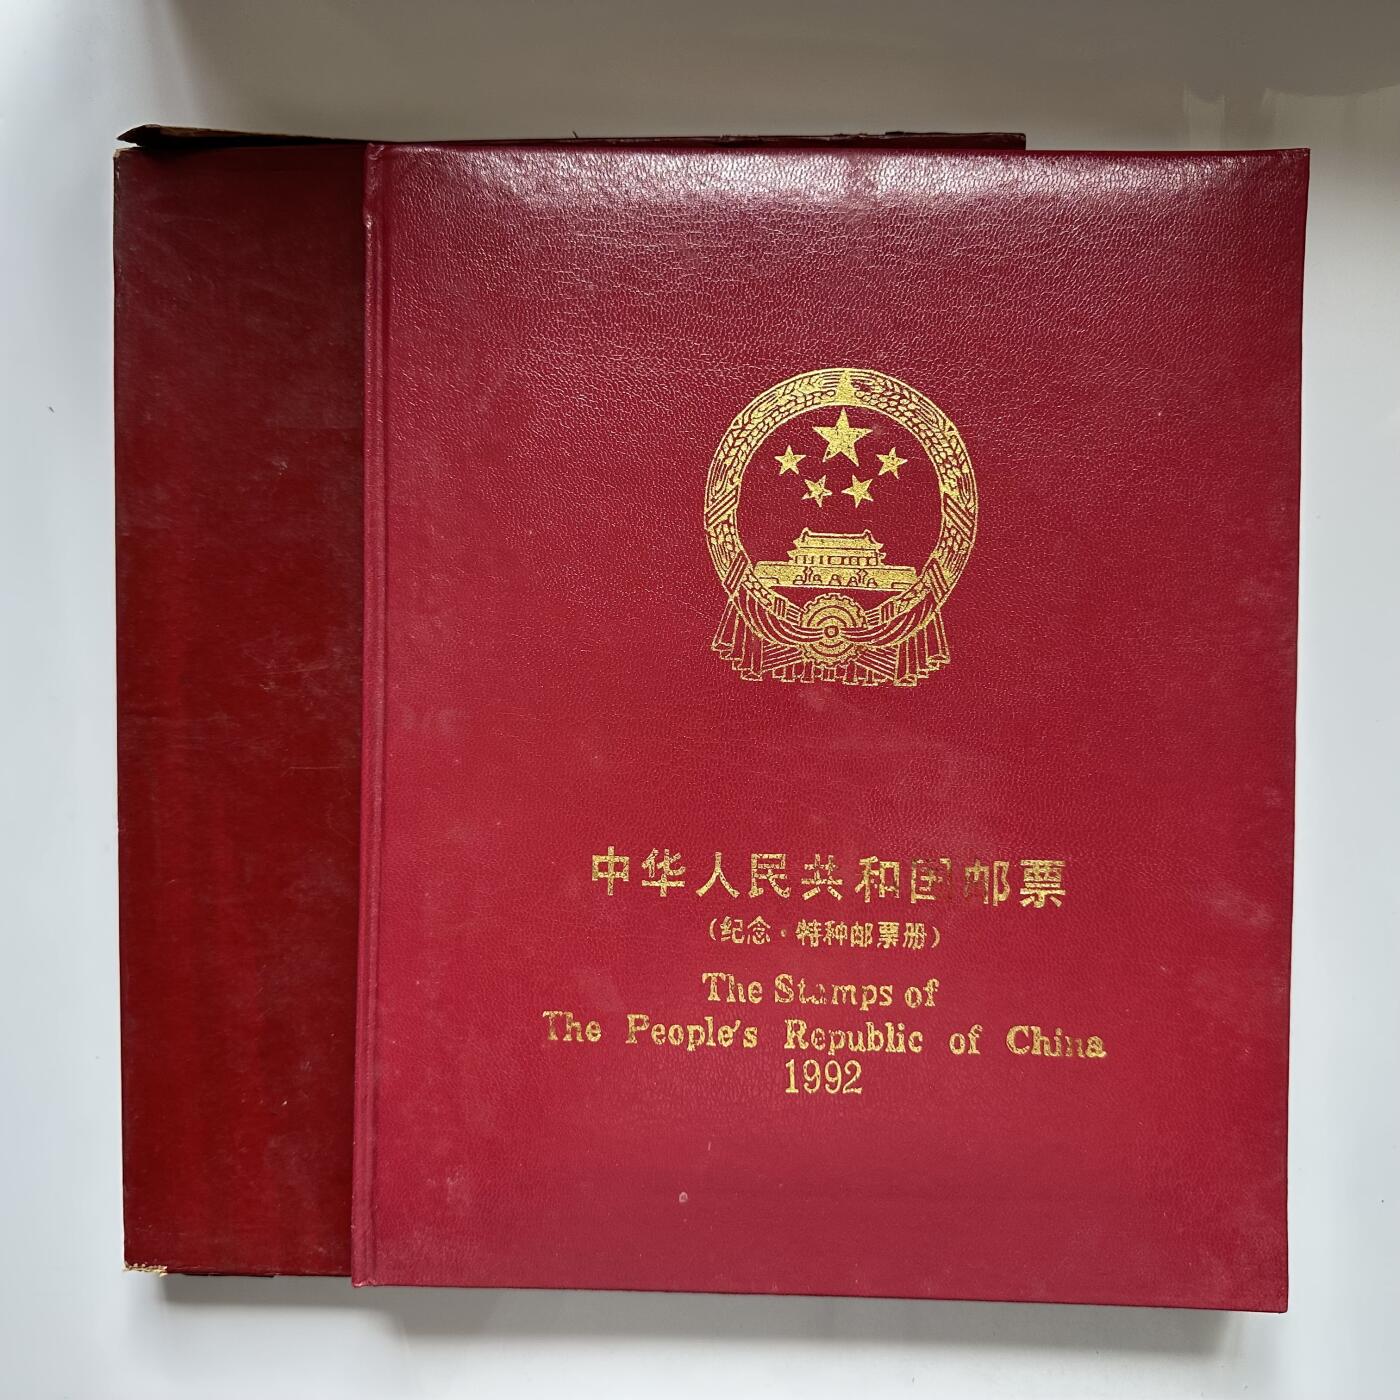 中华人民共和国邮票
（纪念·特种邮票册）
The Stamps of
The People's Republic of China
1992